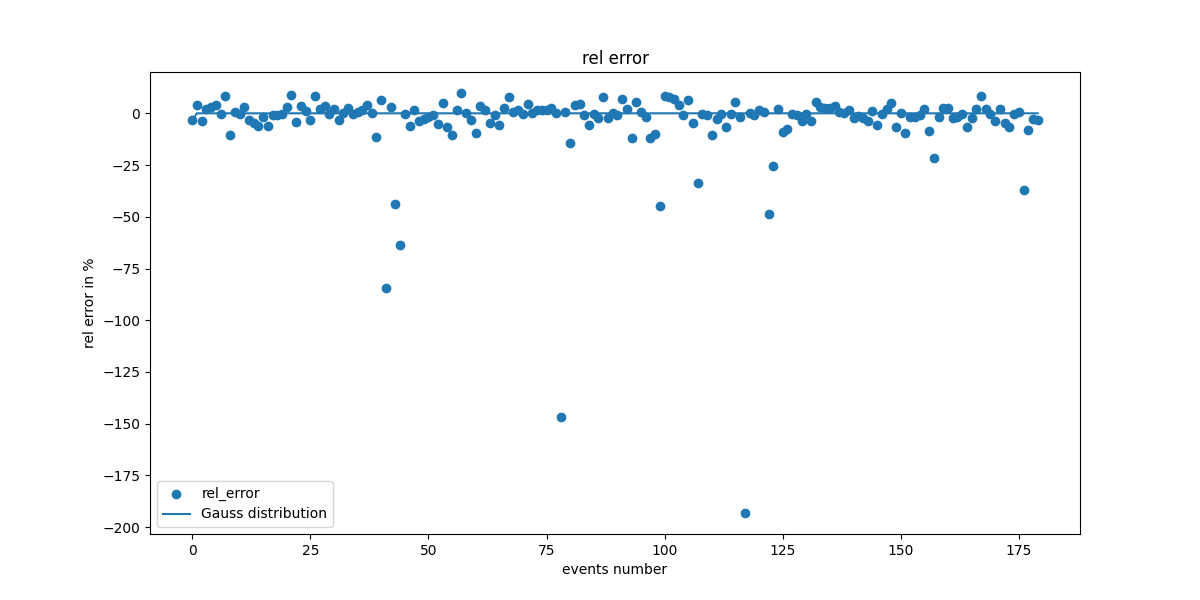 rel error
rel error in %
0
−25
−50
−75
−100
−125
−150
−175
−200
rel_error
Gauss distribution
0 25 50 75 100 125 150 175
events number